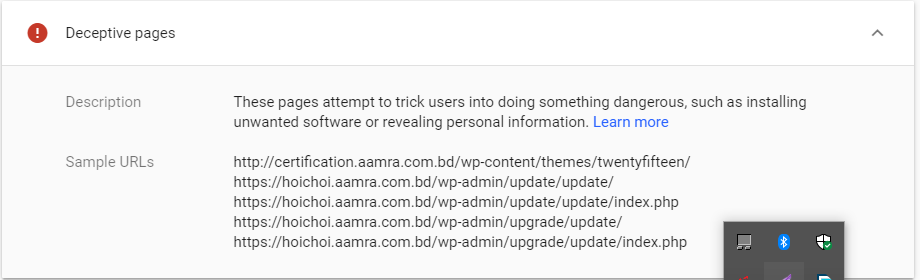 Deceptive pages
Description
These pages attempt to trick users into doing something dangerous, such as installing
unwanted software or revealing personal information. Learn more
Sample URLs
http://certification.aamra.com.bd/wp-content/themes/twentyfifteen/
https://hoichoi.aamra.com.bd/wp-admin/update/update/
https://hoichoi.aamra.com.bd/wp-admin/update/update/index.php
https://hoichoi.aamra.com.bd/wp-admin/upgrade/update/
https://hoichoi.aamra.com.bd/wp-admin/upgrade/update/index.php